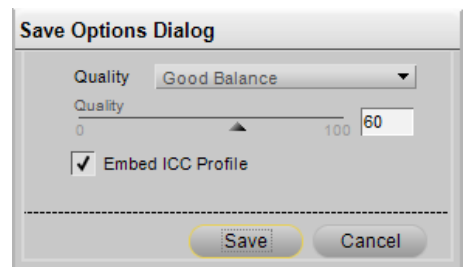 Save Options Dialog
Quality Good Balance
Quality
0 100 60
Embed ICC Profile
Save Cancel